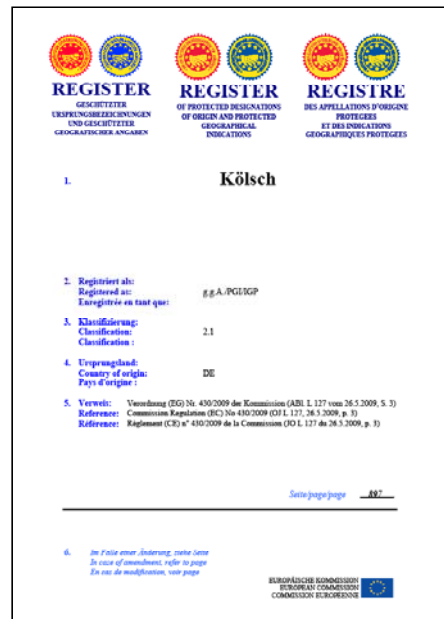 REGISTER
GESCHÜTZTER
URSPRUNGSBEZEICHNUNGEN
UND GESCHÜTZTER
GEOGRAFISCHER ANGABEN
REGISTER
OF PROTECTED DESIGNATIONS
OF ORIGIN AND PROTECTED
GEOGRAPHICAL
INDICATIONS
REGISTRE
DES APPELLATIONS D'ORIGINE
PROTEGEES
ET DES INDICATIONS
GEOGRAPHIQUES PROTEGEES
1. Kölsch
2. Registriert als:
Registered as: g.g.A./PGI/IGP
Enregistrée en tant que:
3. Klassifizierung:
Classification: 2.1
Classification :
4. Ursprungsland:
Country of origin: DE
Pays d'origine :
5. Verweis: Verordnung (EG) Nr. 430/2009 der Kommission (ABl. L 127 vom 26.5.2009, S. 3)
Reference: Commission Regulation (EC) No 430/2009 (OJ L 127, 26.5.2009, p. 3)
Référence: Règlement (CE) n° 430/2009 de la Commission (JO L 127 du 26.5.2009, p. 3)
Seite/page/page 897
6. Im Falle einer Änderung, siehe Seite
In case of amendment, refer to page
En cas de modification, voir page
EUROPÄISCHE KOMMISSION
EUROPEAN COMMISSION
COMMISSION EUROPÉENNE